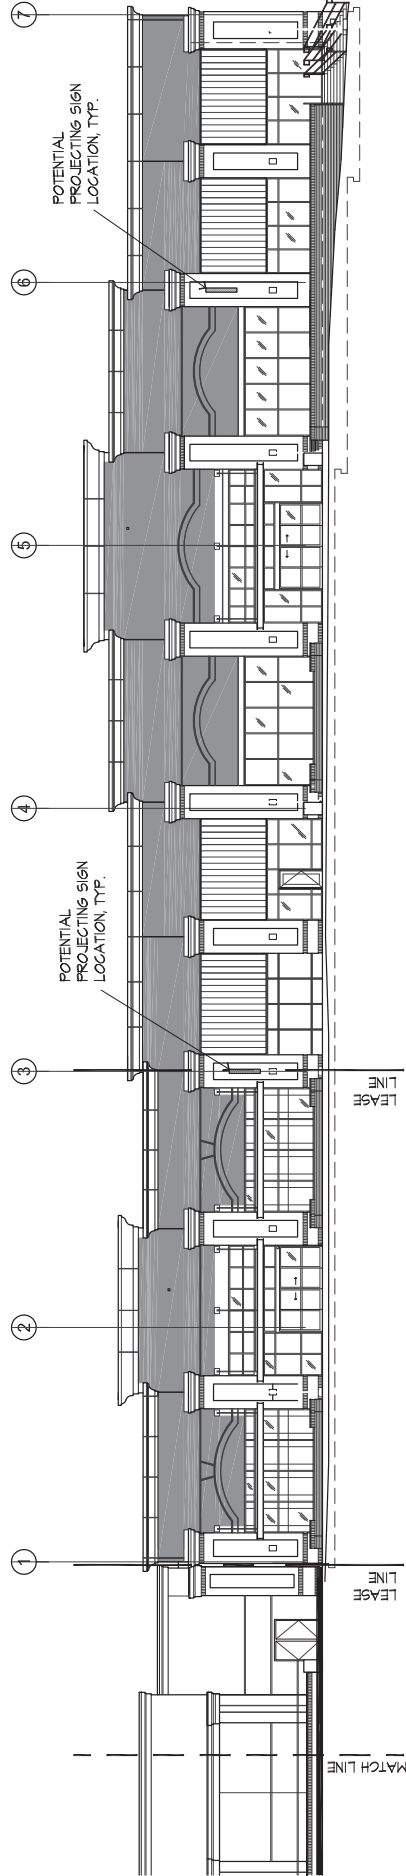 7
POTENTIAL
PROJECTING SIGN
LOCATION, TYP.
6
5
4
POTENTIAL
PROJECTING SIGN
LOCATION, TYP.
3
LEASE
LINE
2
1
LEASE
LINE
MATCH LINE